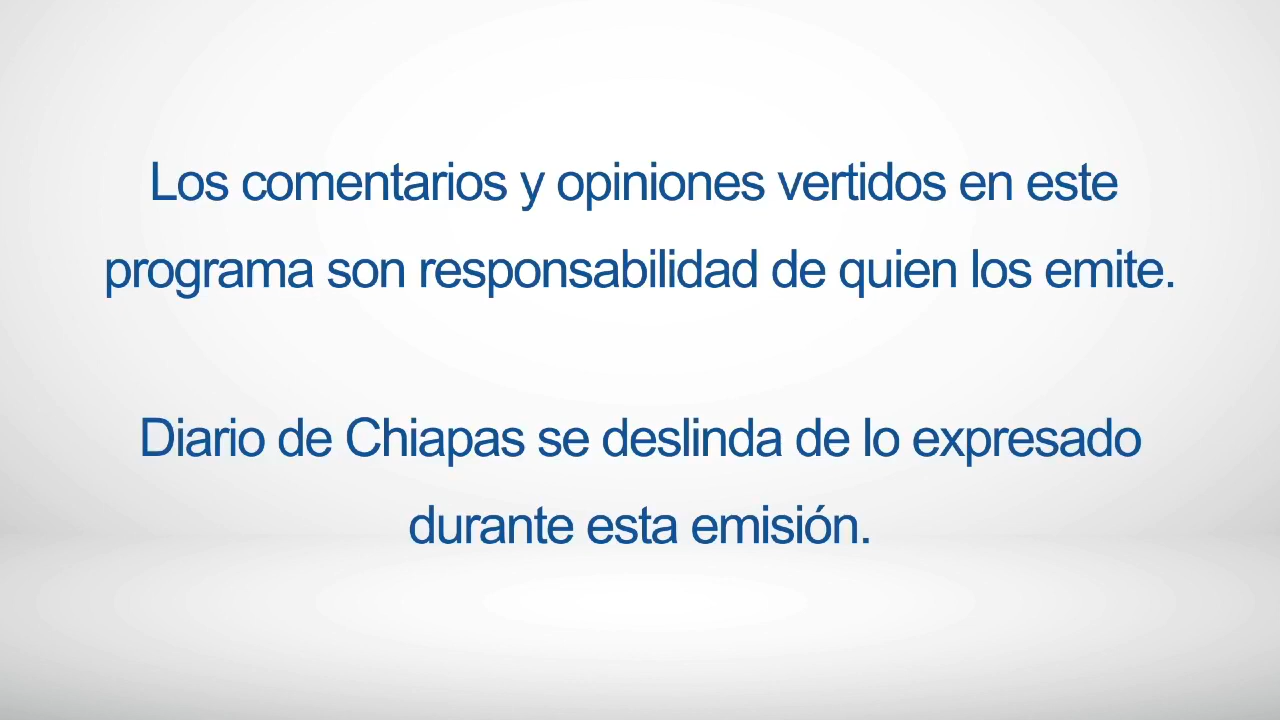 Los comentarios y opiniones vertidos en este
programa son responsabilidad de quien los emite.
Diario de Chiapas se deslinda de lo expresado
durante esta emisión.